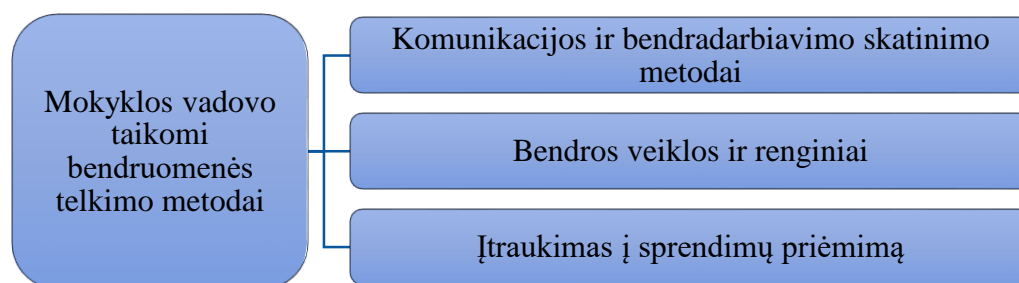 Mokyklos vadovo
taikomi
bendruomenės
telkimo metodai
Komunikacijos ir bendradarbiavimo skatinimo
metodai
Bendros veiklos ir renginiai
Įtraukimas į sprendimų priėmimą